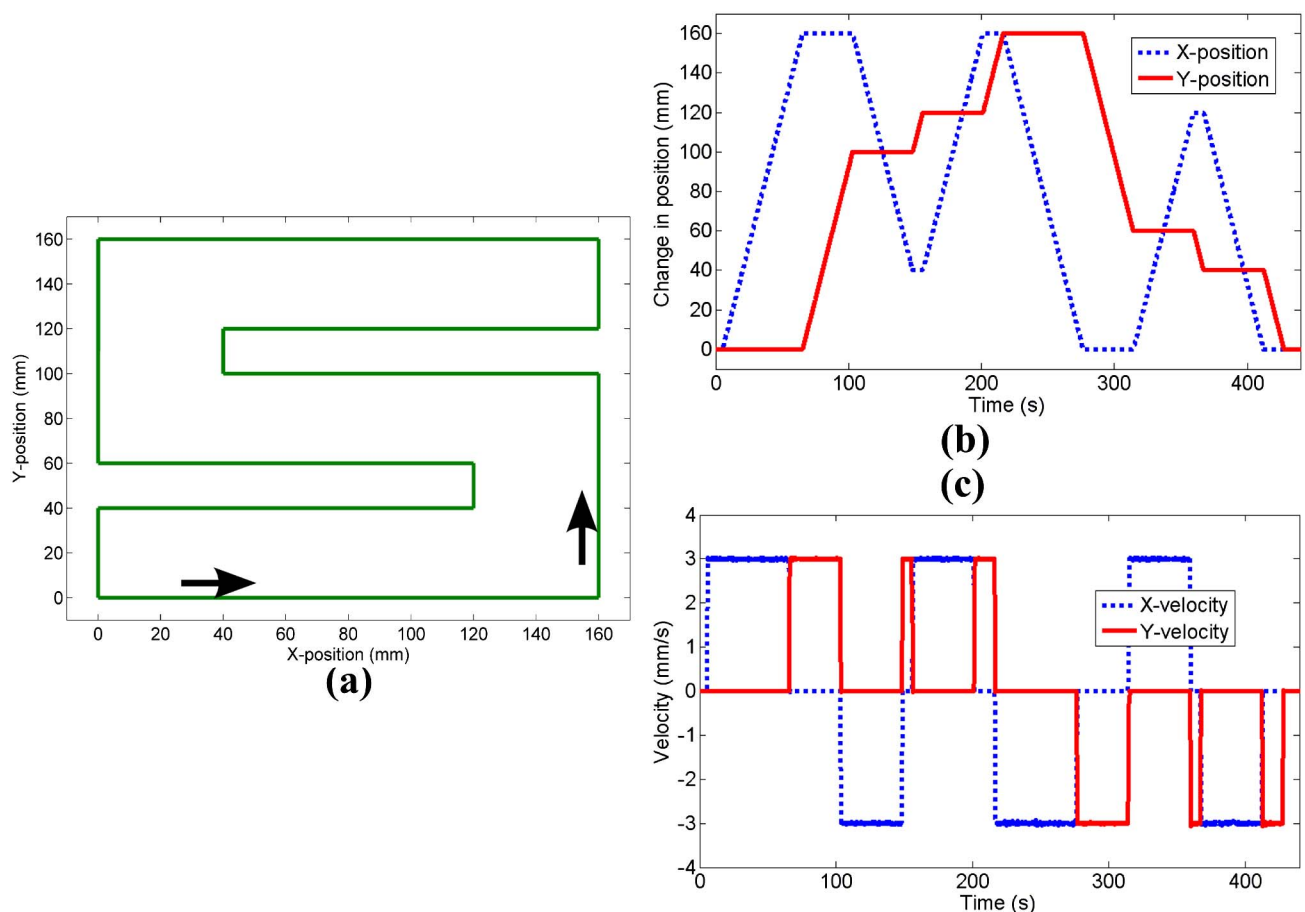 160
140
120
100
80
60
40
20
0
Y-position (mm)
0 20 40 60 80 100 120 140 160
X-position (mm)
(a)
160
140
120
100
80
60
40
20
0
Change in position (mm)
X-position
Y-position
0 100 200 300 400
Time (s)
(b)
(c)
4
3
2
1
0
-1
-2
-3
-4
Velocity (mm/s)
X-velocity
Y-velocity
0 100 200 300 400
Time (s)